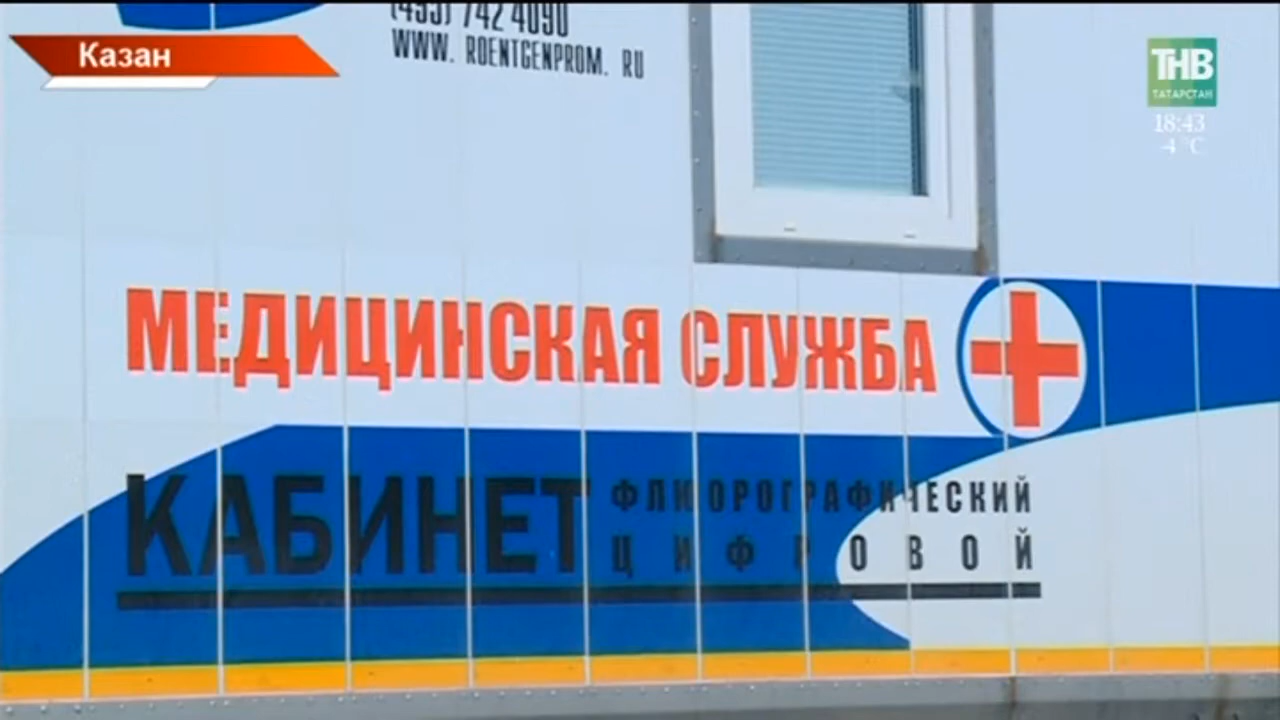 (495) 742 4090
WWW. ROENTGENPROM. RU
Казан
ТНВ
ТАТАРСТАН
18:43
-4 °C
МЕДИЦИНСКАЯ СЛУЖБА
КАБИНЕТ ФЛЮОРОГРАФИЧЕСКИЙ
ЦИФРОВОЙ